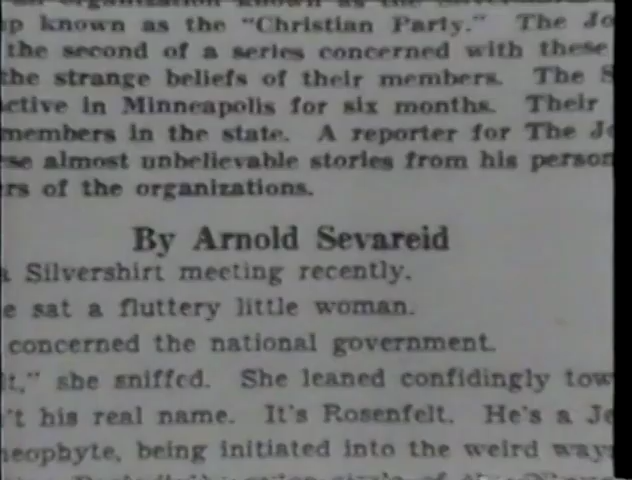 p known as the "Christian Party." The Jo
the second of a series concerned with these
the strange beliefs of their members. The S
ctive in Minneapolis for six months. Their
members in the state. A reporter for The Jo
se almost unbelievable stories from his person
rs of the organizations.
By Arnold Sevareid
a Silvershirt meeting recently.
e sat a fluttery little woman.
concerned the national government.
lt," she sniffed. She leaned confidingly tow
't his real name. It's Rosenfelt. He's a Je
neophyte, being initiated into the weird ways